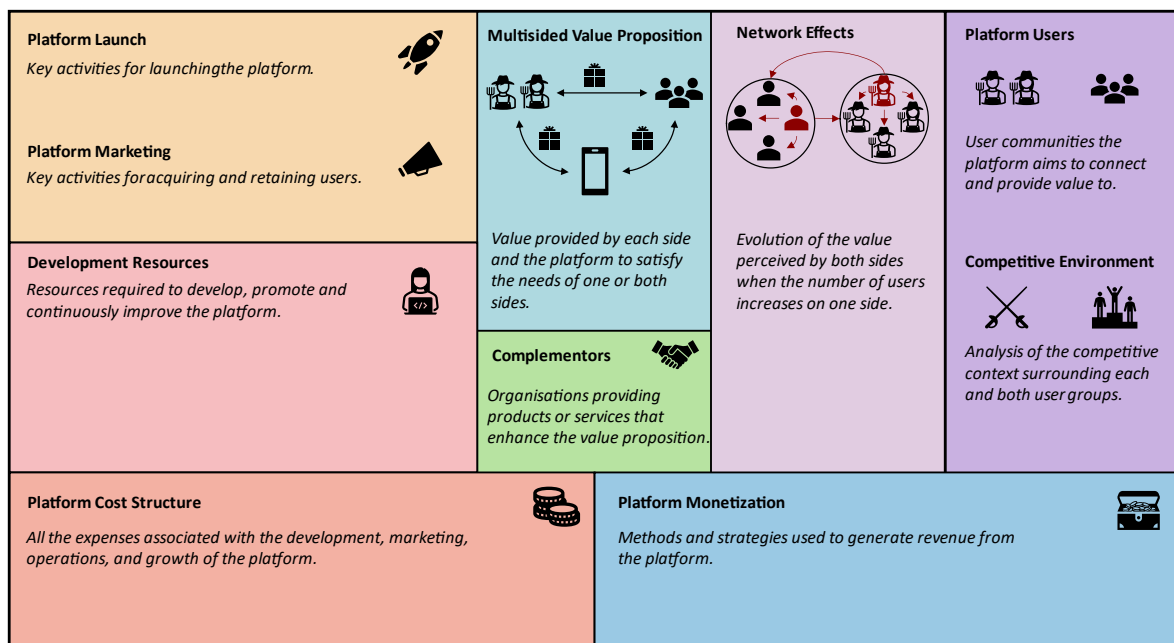 Platform Launch
Key activities for launchingthe platform.
Platform Marketing
Key activities foracquiring and retaining users.
Development Resources
Resources required to develop, promote and
continuously improve the platform.
Multisided Value Proposition
Value provided by each side
and the platform to satisfy
the needs of one or both
sides.
Complementors
Organisations providing
products or services that
enhance the value proposition.
Network Effects
Evolution of the value
perceived by both sides
when the number of users
increases on one side.
Platform Users
User communities the
platform aims to connect
and provide value to.
Competitive Environment
Analysis of the competitive
context surrounding each
and both user groups.
Platform Cost Structure
All the expenses associated with the development, marketing,
operations, and growth of the platform.
Platform Monetization
Methods and strategies used to generate revenue from
the platform.